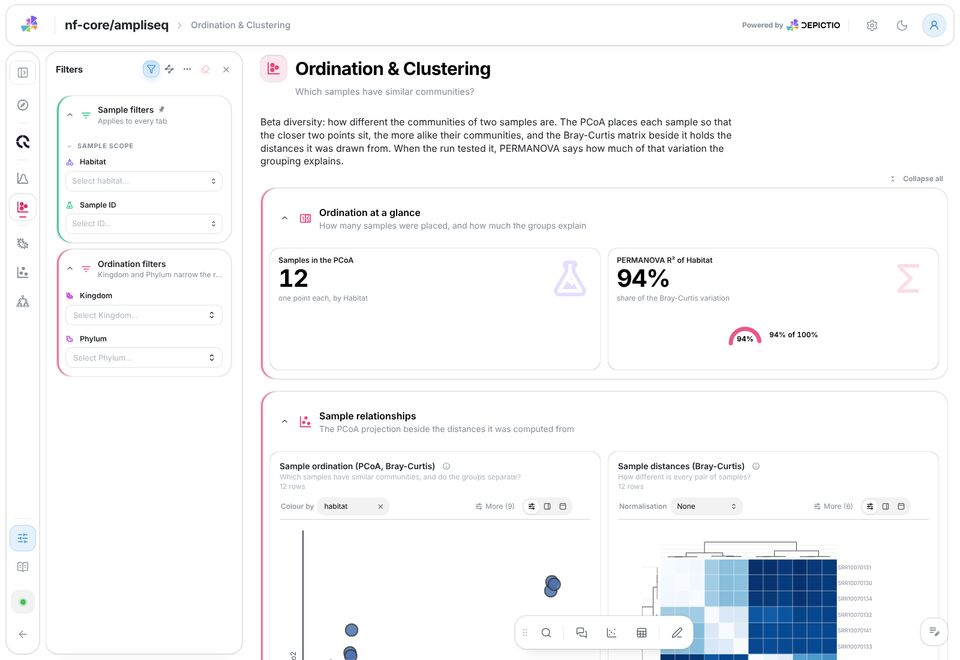 nf-core/ampliseq
Ordination & Clustering
Powered by DEPICTIO
Filters
Sample filters
Applies to every tab
SAMPLE SCOPE
Habitat
Select habitat...
Sample ID
Select ID...
Ordination filters
Kingdom and Phylum narrow the r...
Kingdom
Select Kingdom...
Phylum
Select Phylum...
Ordination & Clustering
Which samples have similar communities?
Beta diversity: how different the communities of two samples are. The PCoA places each sample so that
the closer two points sit, the more alike their communities, and the Bray-Curtis matrix beside it holds the
distances it was drawn from. When the run tested it, PERMANOVA says how much of that variation the
grouping explains.
Collapse all
Ordination at a glance
How many samples were placed, and how much the groups explain
Samples in the PCoA
12
one point each, by Habitat
PERMANOVA R² of Habitat
94%
share of the Bray-Curtis variation
94%
94% of 100%
Sample relationships
The PCoA projection beside the distances it was computed from
Sample ordination (PCoA, Bray-Curtis)
Which samples have similar communities, and do the groups separate?
12 rows
Colour by
habitat
More (9)
Sample distances (Bray-Curtis)
How different is every pair of samples?
12 rows
Normalisation
None
More (6)
SRR10070131
SRR10070130
SRR10070134
SRR10070132
SRR10070141
SRR10070133